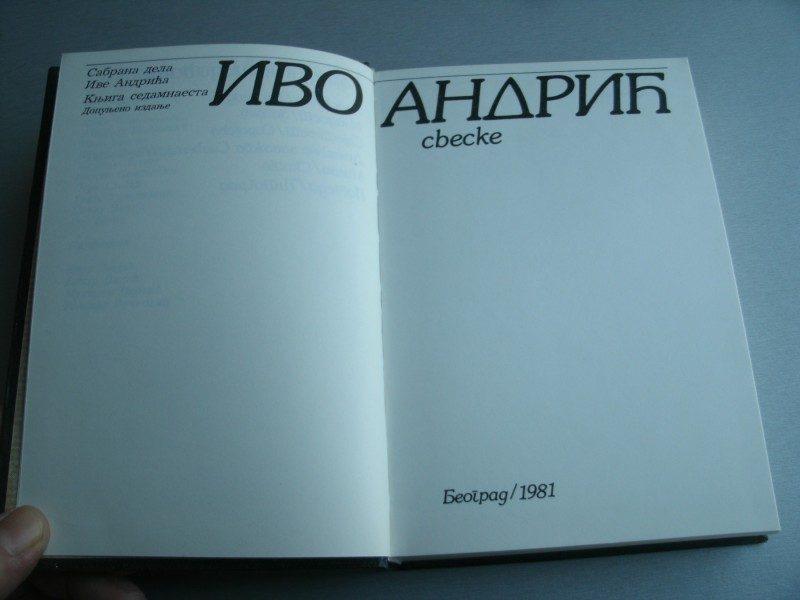 Сабрана дела
Иве Андрића
Књига седамнаеста
Допуњено издање
ИВО АНДРИЋ
свеске
Београд/1981